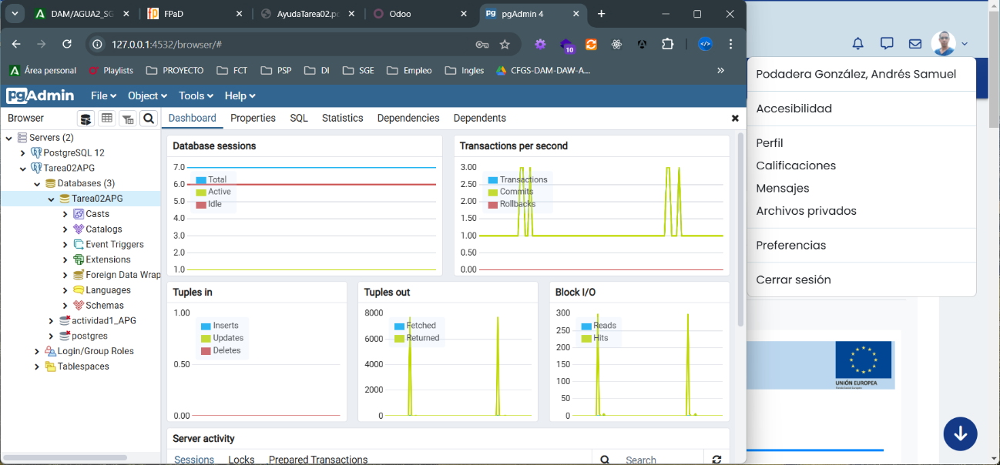 DAM/AGUA2_SG
FPaD
AyudaTarea02.pc
Odoo
pgAdmin 4
127.0.0.1:4532/browser/#
10
Área personal
Playlists
PROYECTO
FCT
PSP
DI
SGE
Empleo
Ingles
CFGS-DAM-DAW-A...
pgAdmin
File
Object
Tools
Help
Browser
Dashboard
Properties
SQL
Statistics
Dependencies
Dependents
Servers (2)
PostgreSQL 12
Tarea02APG
Databases (3)
Tarea02APG
Casts
Catalogs
Event Triggers
Extensions
Foreign Data Wrap
Languages
Schemas
actividad1_APG
postgres
Login/Group Roles
Tablespaces
Database sessions
7.0
6.0
5.0
4.0
3.0
2.0
1.0
Total
Active
Idle
Transactions per second
3.00
2.50
2.00
1.50
1.00
0.50
0.00
Transactions
Commits
Rollbacks
Tuples in
1.00
0.50
0.00
Inserts
Updates
Deletes
Tuples out
8000
6000
4000
2000
0
Fetched
Returned
Block I/O
300
250
200
150
100
50
0
Reads
Hits
Server activity
Sessions
Locks
Prepared Transactions
Search
Podadera González, Andrés Samuel
Accesibilidad
Perfil
Calificaciones
Mensajes
Archivos privados
Preferencias
Cerrar sesión
UNIÓN EUROPEA